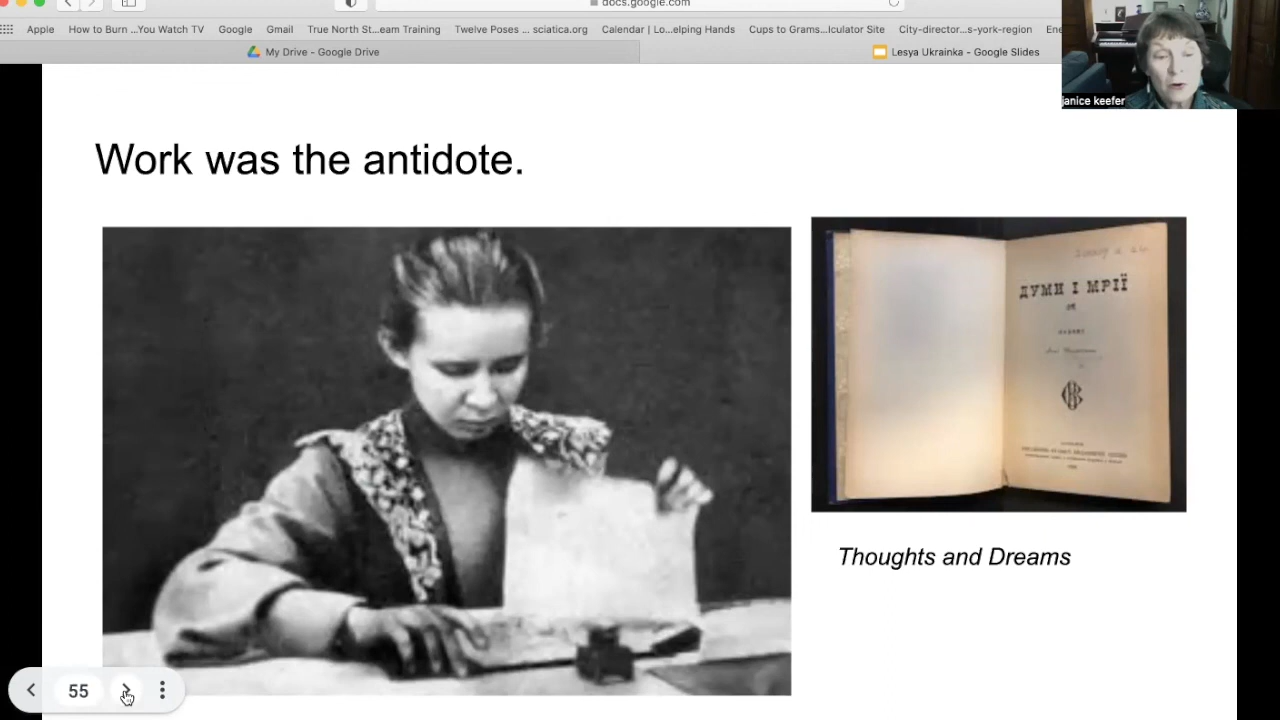 docs.google.com
Apple
How to Burn ...You Watch TV
Google
Gmail
True North St...eam Training
Twelve Poses ... sciatica.org
Calendar | Lo...elping Hands
Cups to Grams...lculator Site
City-director...s-york-region
Ene
My Drive - Google Drive
Lesya Ukrainka - Google Slides
janice keefer
Work was the antidote.
ДУМИ І МРІЇ
Thoughts and Dreams
55